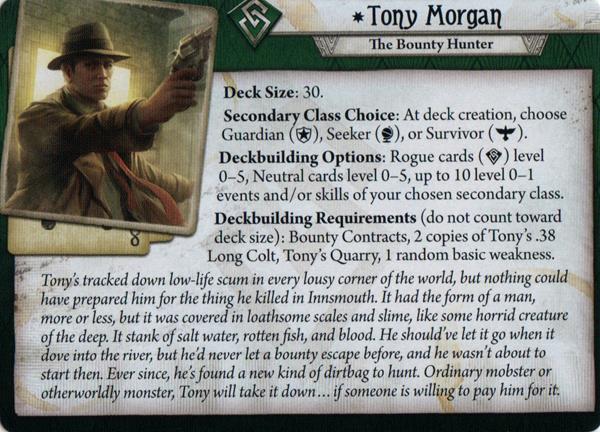 *Tony Morgan
The Bounty Hunter
Deck Size: 30.
Secondary Class Choice: At deck creation, choose
Guardian (), Seeker (), or Survivor ().
Deckbuilding Options: Rogue cards () level
0–5, Neutral cards level 0–5, up to 10 level 0–1
events and/or skills of your chosen secondary class.
Deckbuilding Requirements (do not count toward
deck size): Bounty Contracts, 2 copies of Tony's .38
Long Colt, Tony's Quarry, 1 random basic weakness.
8
Tony's tracked down low-life scum in every lousy corner of the world, but nothing could
have prepared him for the thing he killed in Innsmouth. It had the form of a man,
more or less, but it was covered in loathsome scales and slime, like some horrid creature
of the deep. It stank of salt water, rotten fish, and blood. He should've let it go when it
dove into the river, but he'd never let a bounty escape before, and he wasn't about to
start then. Ever since, he's found a new kind of dirtbag to hunt. Ordinary mobster or
otherworldly monster, Tony will take it down… if someone is willing to pay him for it.